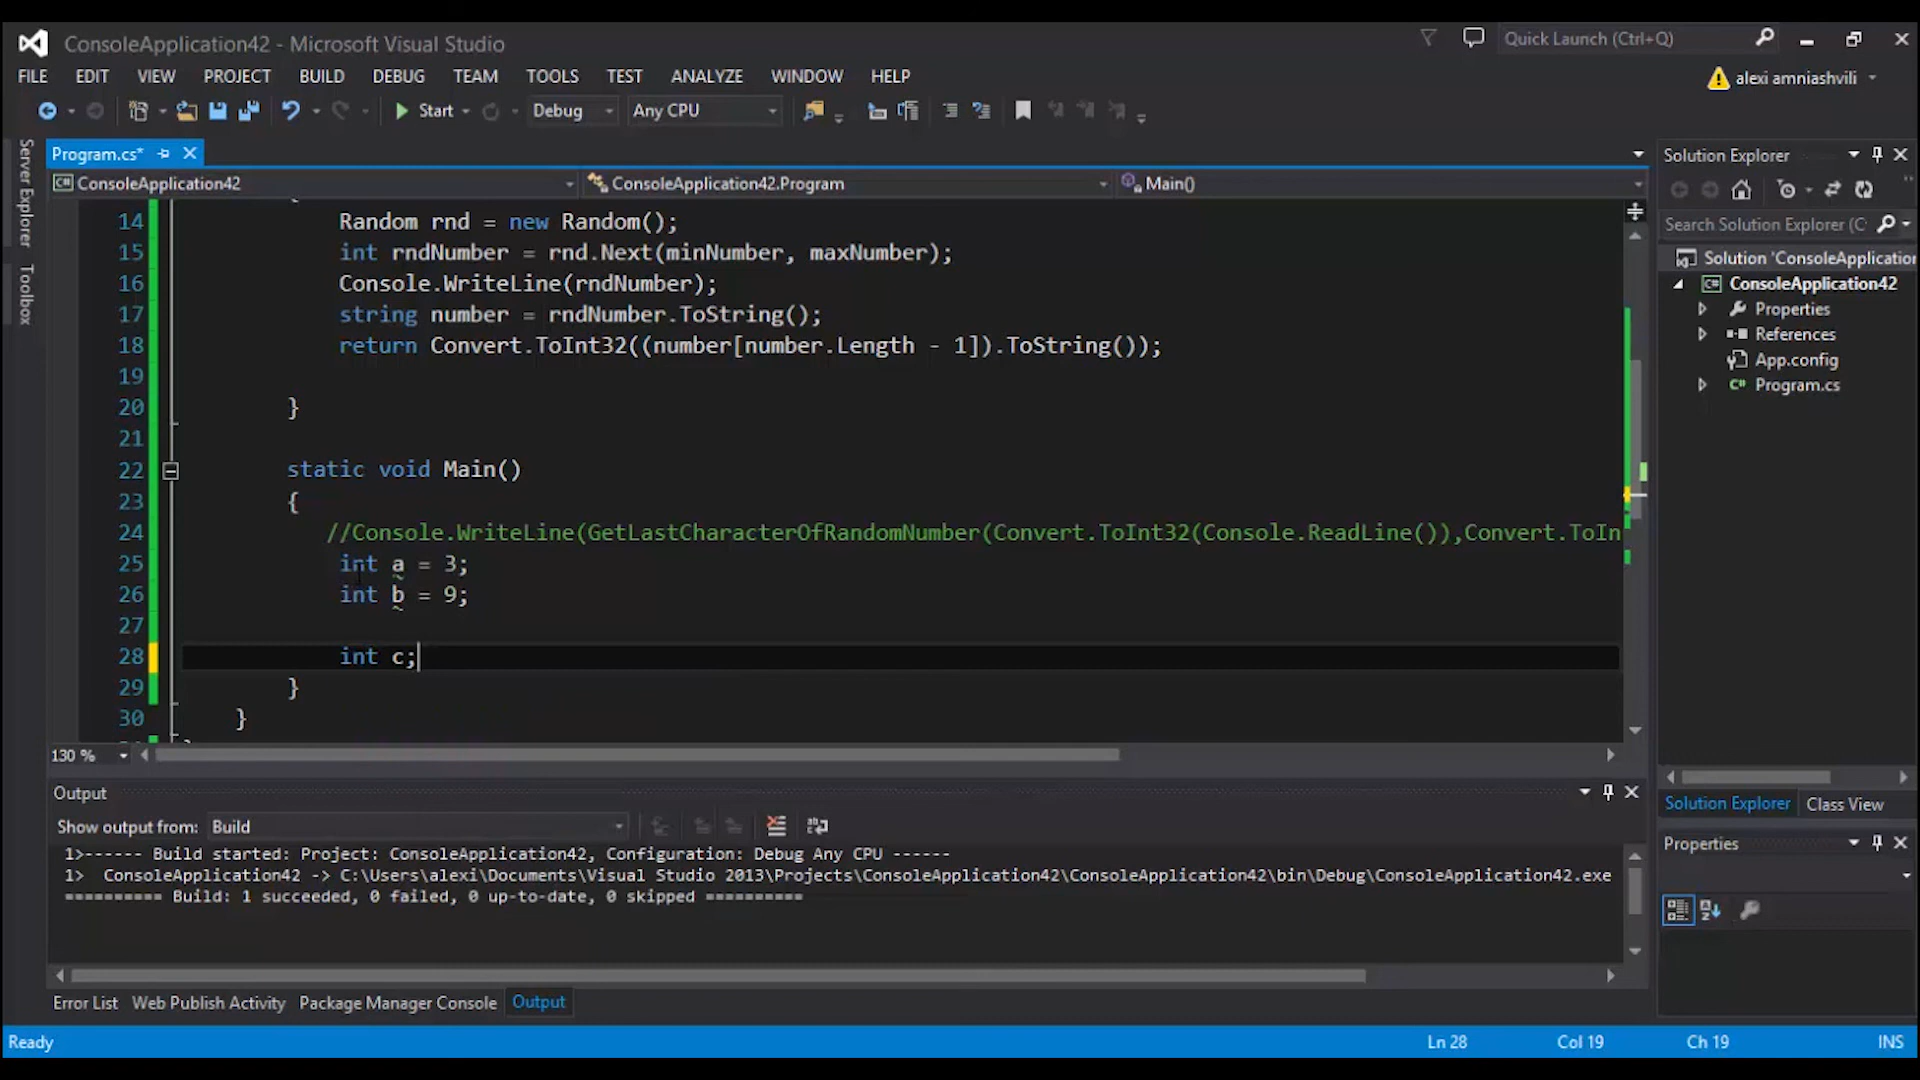 ConsoleApplication42 - Microsoft Visual Studio
Quick Launch (Ctrl+Q)
FILE EDIT VIEW PROJECT BUILD DEBUG TEAM TOOLS TEST ANALYZE WINDOW HELP
alexi amniashvili
Start Debug Any CPU
Server Explorer
Toolbox
Program.cs*
ConsoleApplication42 ConsoleApplication42.Program Main()
14 Random rnd = new Random();
15 int rndNumber = rnd.Next(minNumber, maxNumber);
16 Console.WriteLine(rndNumber);
17 string number = rndNumber.ToString();
18 return Convert.ToInt32((number[number.Length - 1]).ToString());
19
20 }
21
22 static void Main()
23 {
24 //Console.WriteLine(GetLastCharacterOfRandomNumber(Convert.ToInt32(Console.ReadLine()),Convert.ToIn
25 int a = 3;
26 int b = 9;
27
28 int c;
29 }
30 }
130 %
Output
Show output from: Build
1>------ Build started: Project: ConsoleApplication42, Configuration: Debug Any CPU ------
1> ConsoleApplication42 -> C:\Users\alexi\Documents\Visual Studio 2013\Projects\ConsoleApplication42\ConsoleApplication42\bin\Debug\ConsoleApplication42.exe
========== Build: 1 succeeded, 0 failed, 0 up-to-date, 0 skipped ==========
Error List Web Publish Activity Package Manager Console Output
Solution Explorer
Search Solution Explorer (C
Solution 'ConsoleApplication
ConsoleApplication42
Properties
References
App.config
Program.cs
Solution Explorer Class View
Properties
Ready Ln 28 Col 19 Ch 19 INS